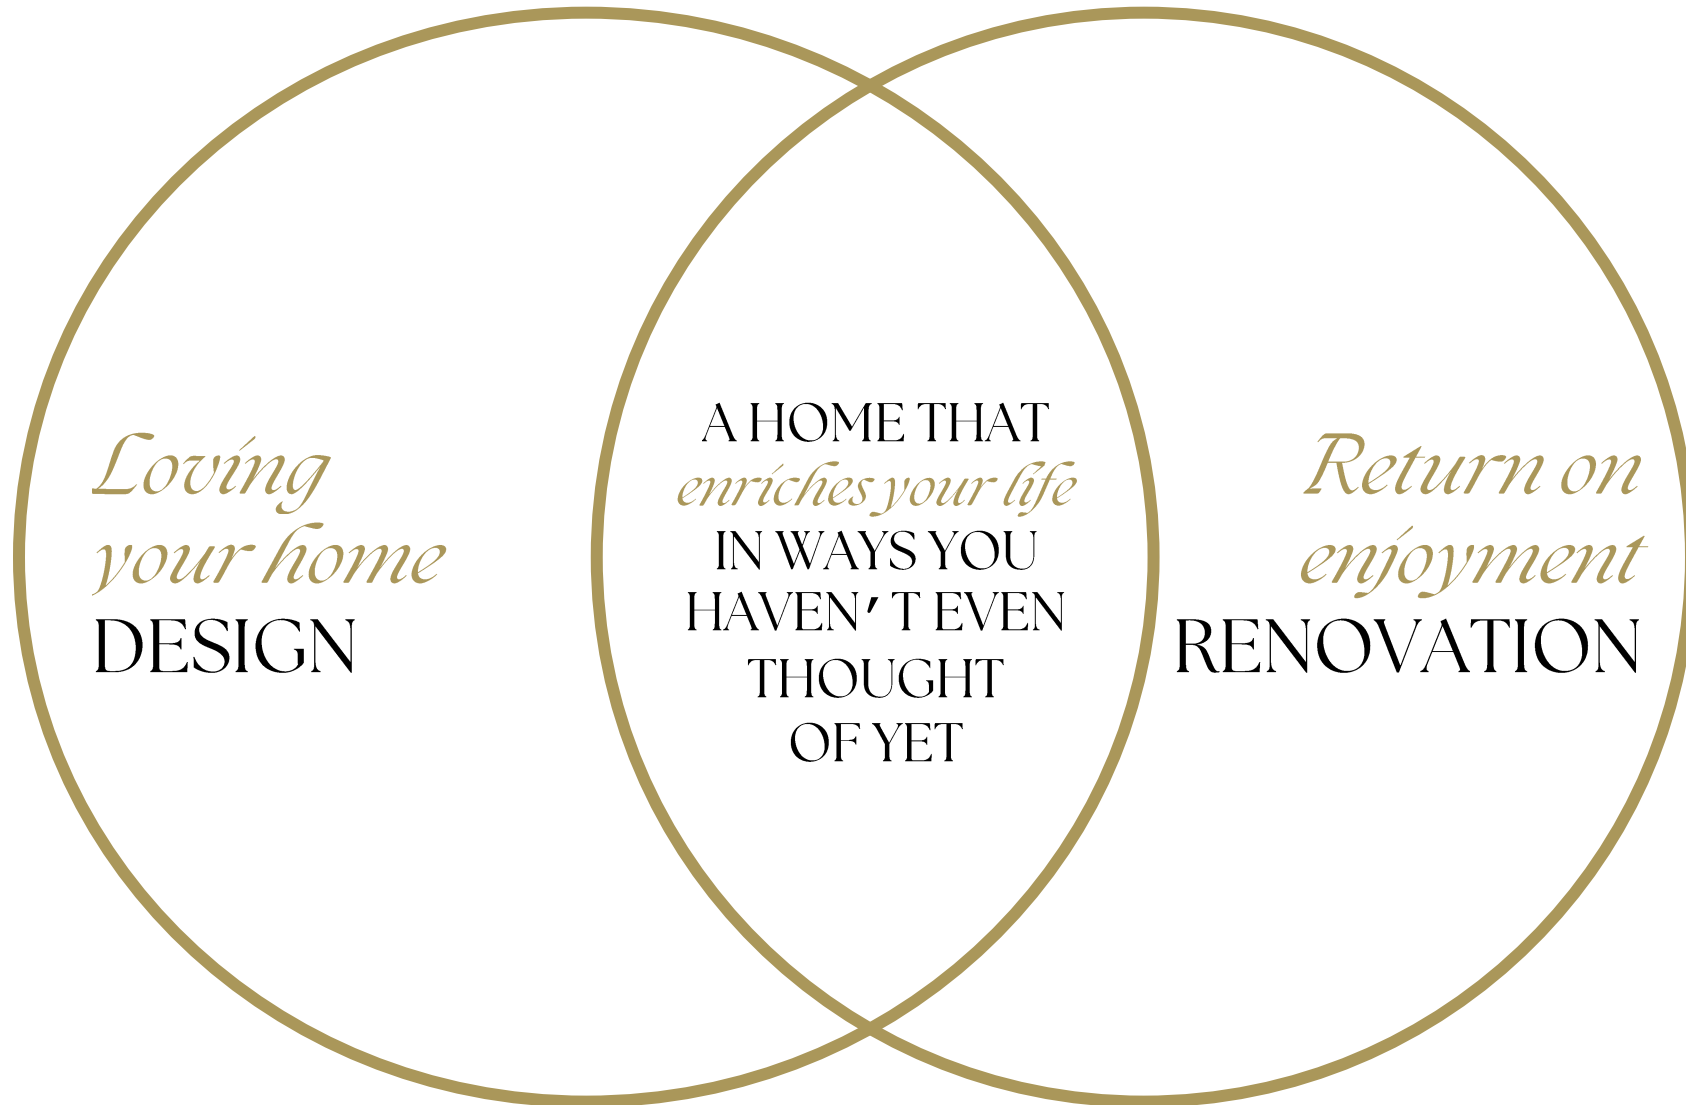 Loving
your home
DESIGN
A HOME THAT
enriches your life
IN WAYS YOU
HAVEN'T EVEN
THOUGHT
OF YET
Return on
enjoyment
RENOVATION